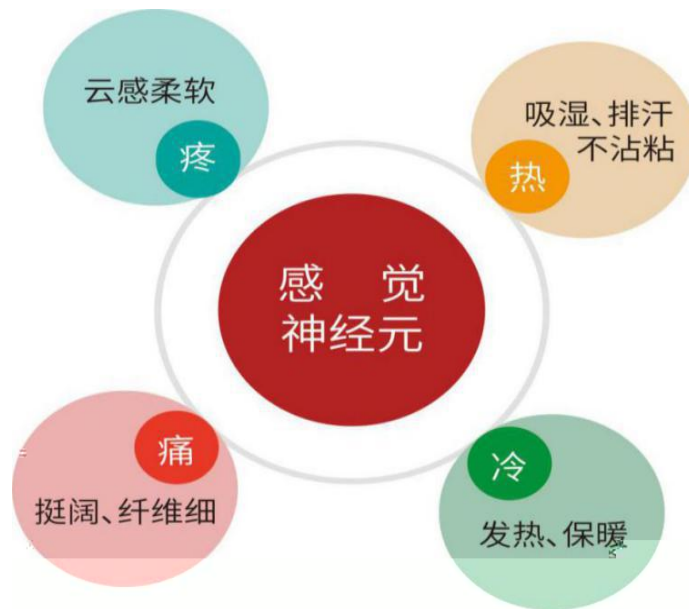 云感柔软
疼
吸湿、排汗
不沾粘
热
感 觉
神经元
痛
挺阔、纤维细
冷
发热、保暖